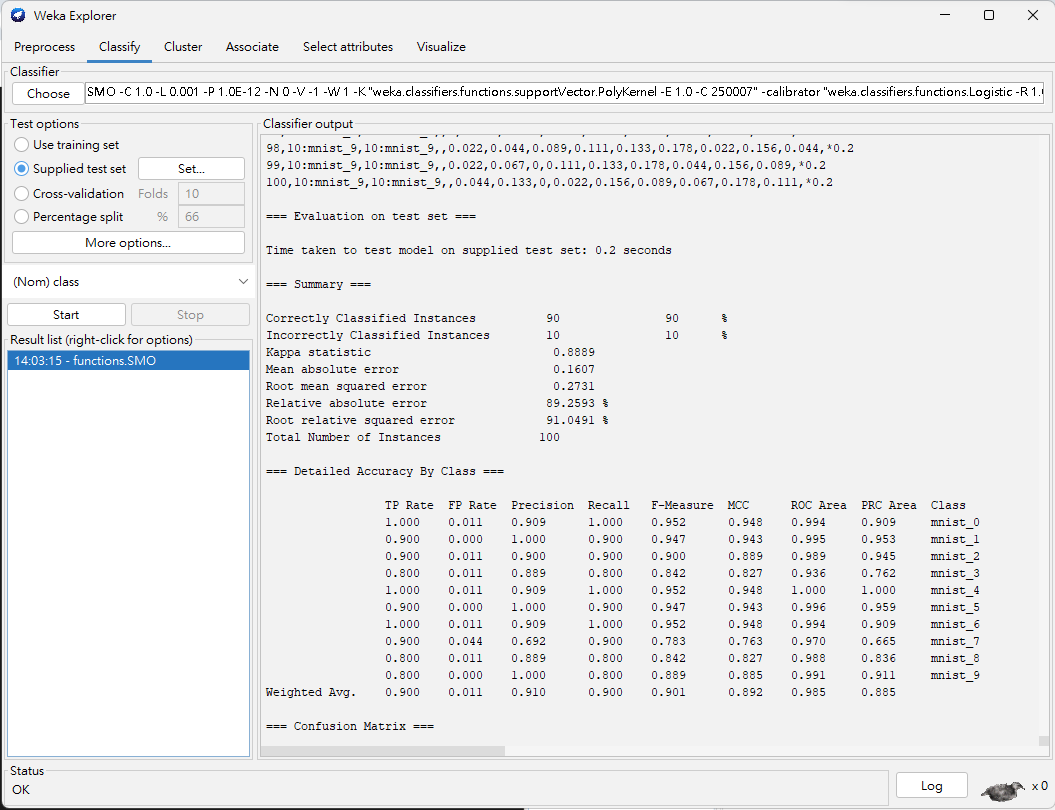 Weka Explorer
Preprocess Classify Cluster Associate Select attributes Visualize
Classifier
Choose SMO -C 1.0 -L 0.001 -P 1.0E-12 -N 0 -V -1 -W 1 -K "weka.classifiers.functions.supportVector.PolyKernel -E 1.0 -C 250007" -calibrator "weka.classifiers.functions.Logistic -R 1.
Test options
Use training set
Supplied test set Set...
Cross-validation Folds 10
Percentage split % 66
More options...
(Nom) class
Start Stop
Result list (right-click for options)
14:03:15 - functions.SMO
Classifier output
98,10:mnist_9,10:mnist_9,,0.022,0.044,0.089,0.111,0.133,0.178,0.022,0.156,0.044,*0.2
99,10:mnist_9,10:mnist_9,,0.022,0.067,0,0.111,0.133,0.178,0.044,0.156,0.089,*0.2
100,10:mnist_9,10:mnist_9,,0.044,0.133,0,0.022,0.156,0.089,0.067,0.178,0.111,*0.2
=== Evaluation on test set ===
Time taken to test model on supplied test set: 0.2 seconds
=== Summary ===
Correctly Classified Instances 90 90 %
Incorrectly Classified Instances 10 10 %
Kappa statistic 0.8889
Mean absolute error 0.1607
Root mean squared error 0.2731
Relative absolute error 89.2593 %
Root relative squared error 91.0491 %
Total Number of Instances 100
=== Detailed Accuracy By Class ===
TP Rate FP Rate Precision Recall F-Measure MCC ROC Area PRC Area Class
1.000 0.011 0.909 1.000 0.952 0.948 0.994 0.909 mnist_0
0.900 0.000 1.000 0.900 0.947 0.943 0.995 0.953 mnist_1
0.900 0.011 0.900 0.900 0.900 0.889 0.989 0.945 mnist_2
0.800 0.011 0.889 0.800 0.842 0.827 0.936 0.762 mnist_3
1.000 0.011 0.909 1.000 0.952 0.948 1.000 1.000 mnist_4
0.900 0.000 1.000 0.900 0.947 0.943 0.996 0.959 mnist_5
1.000 0.011 0.909 1.000 0.952 0.948 0.994 0.909 mnist_6
0.900 0.044 0.692 0.900 0.783 0.763 0.970 0.665 mnist_7
0.800 0.011 0.889 0.800 0.842 0.827 0.988 0.836 mnist_8
0.800 0.000 1.000 0.800 0.889 0.885 0.991 0.911 mnist_9
Weighted Avg. 0.900 0.011 0.910 0.900 0.901 0.892 0.985 0.885
=== Confusion Matrix ===
Status
OK
Log
x 0